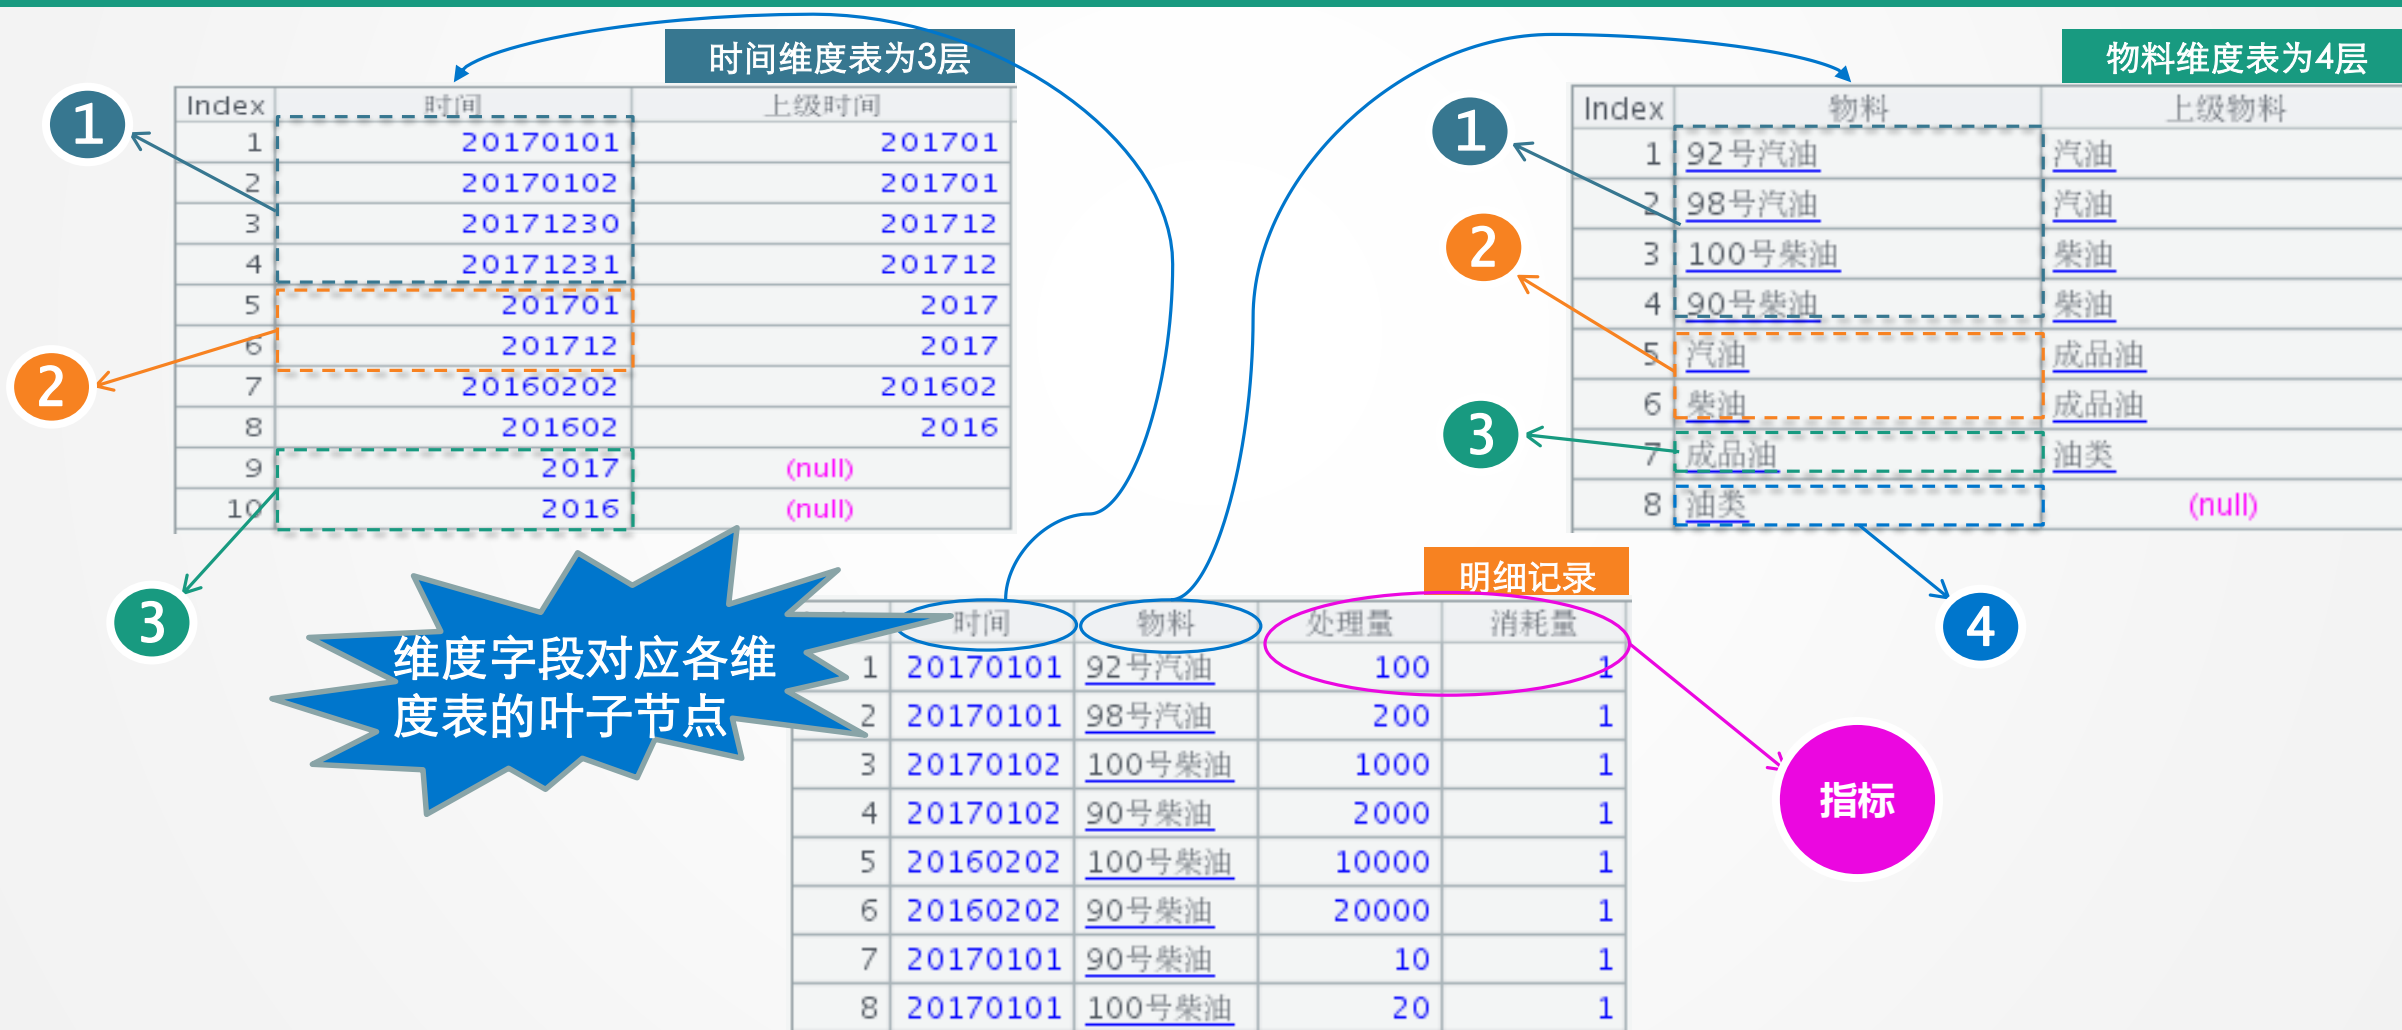 时间维度表为3层
Index 时间 上级时间
1 20170101 201701
2 20170102 201701
3 20171230 201712
4 20171231 201712
5 201701 2017
6 201712 2017
7 20160202 201602
8 201602 2016
9 2017 (null)
10 2016 (null)
1
2
3
物料维度表为4层
Index 物料 上级物料
1 92号汽油 汽油
2 98号汽油 汽油
3 100号柴油 柴油
4 90号柴油 柴油
5 汽油 成品油
6 柴油 成品油
7 成品油 油类
8 油类 (null)
1
2
3
4
维度字段对应各维
度表的叶子节点
明细记录
时间 物料 处理量 消耗量
1 20170101 92号汽油 100 1
2 20170101 98号汽油 200 1
3 20170102 100号柴油 1000 1
4 20170102 90号柴油 2000 1
5 20160202 100号柴油 10000 1
6 20160202 90号柴油 20000 1
7 20170101 90号柴油 10 1
8 20170101 100号柴油 20 1
指标